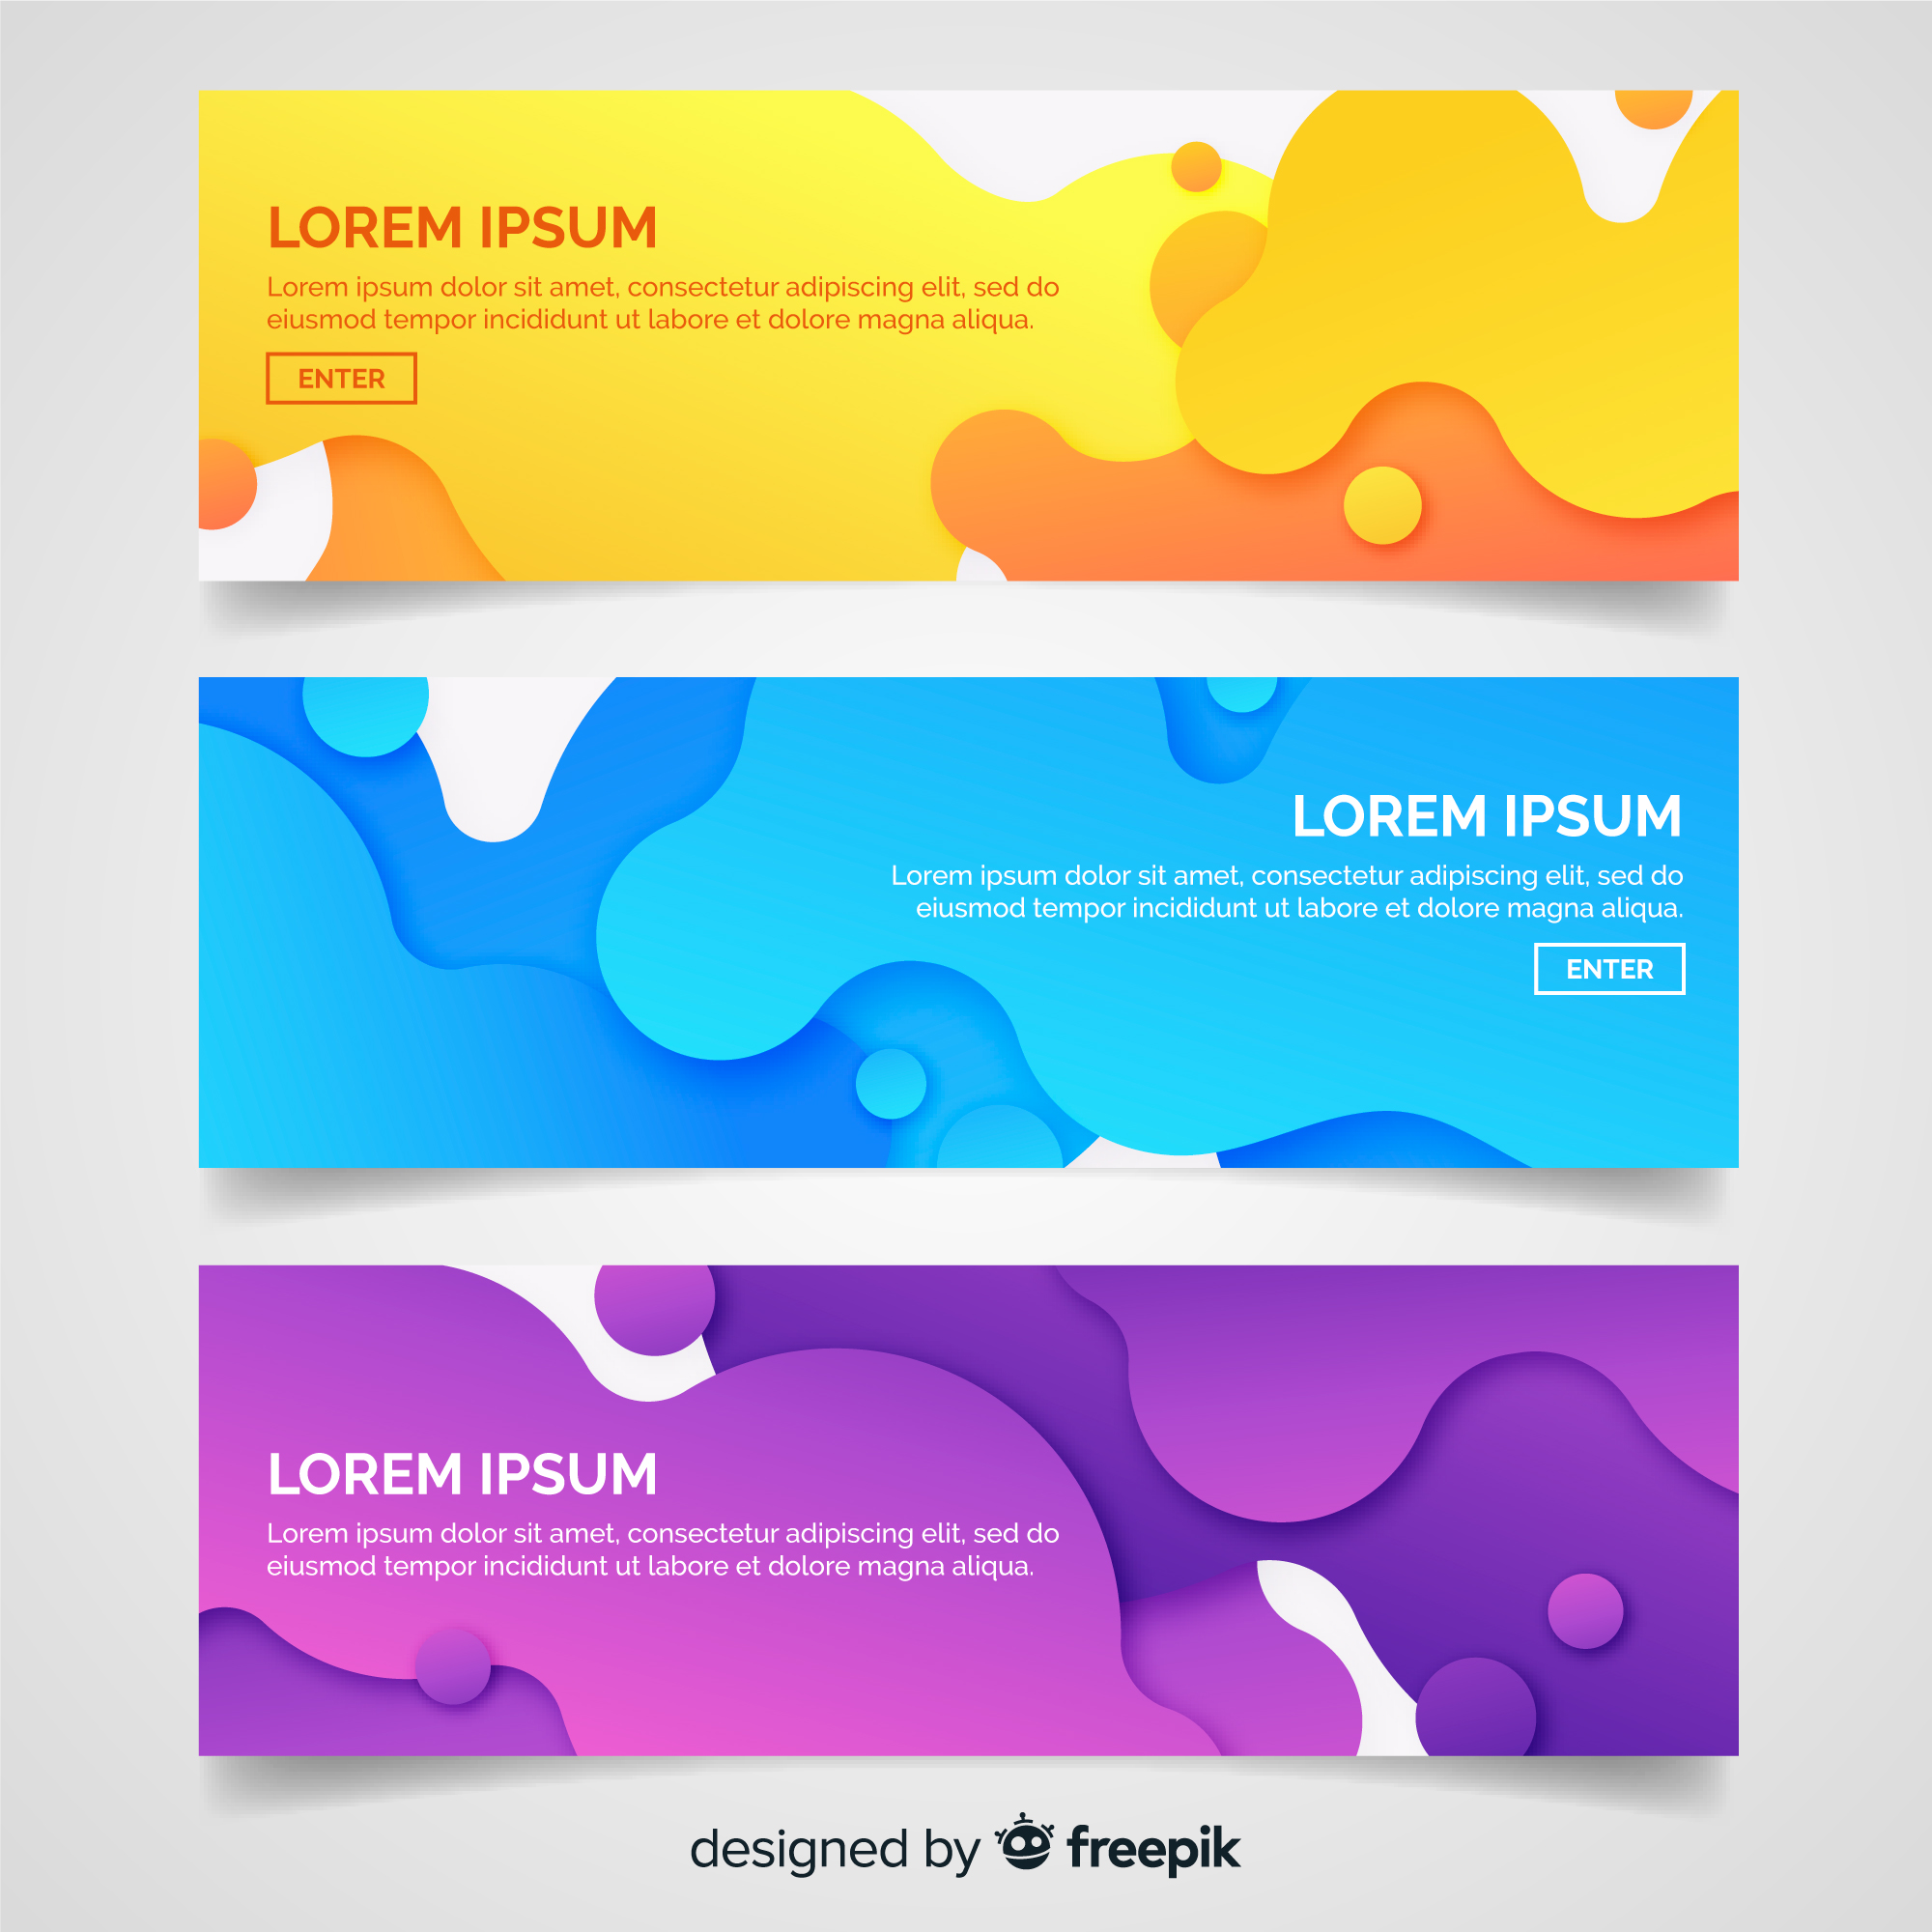 LOREM IPSUM
Lorem ipsum dolor sit amet, consectetur adipiscing elit, sed do
eiusmod tempor incididunt ut labore et dolore magna aliqua.
ENTER
LOREM IPSUM
Lorem ipsum dolor sit amet, consectetur adipiscing elit, sed do
eiusmod tempor incididunt ut labore et dolore magna aliqua.
ENTER
LOREM IPSUM
Lorem ipsum dolor sit amet, consectetur adipiscing elit, sed do
eiusmod tempor incididunt ut labore et dolore magna aliqua.
designed by freepik